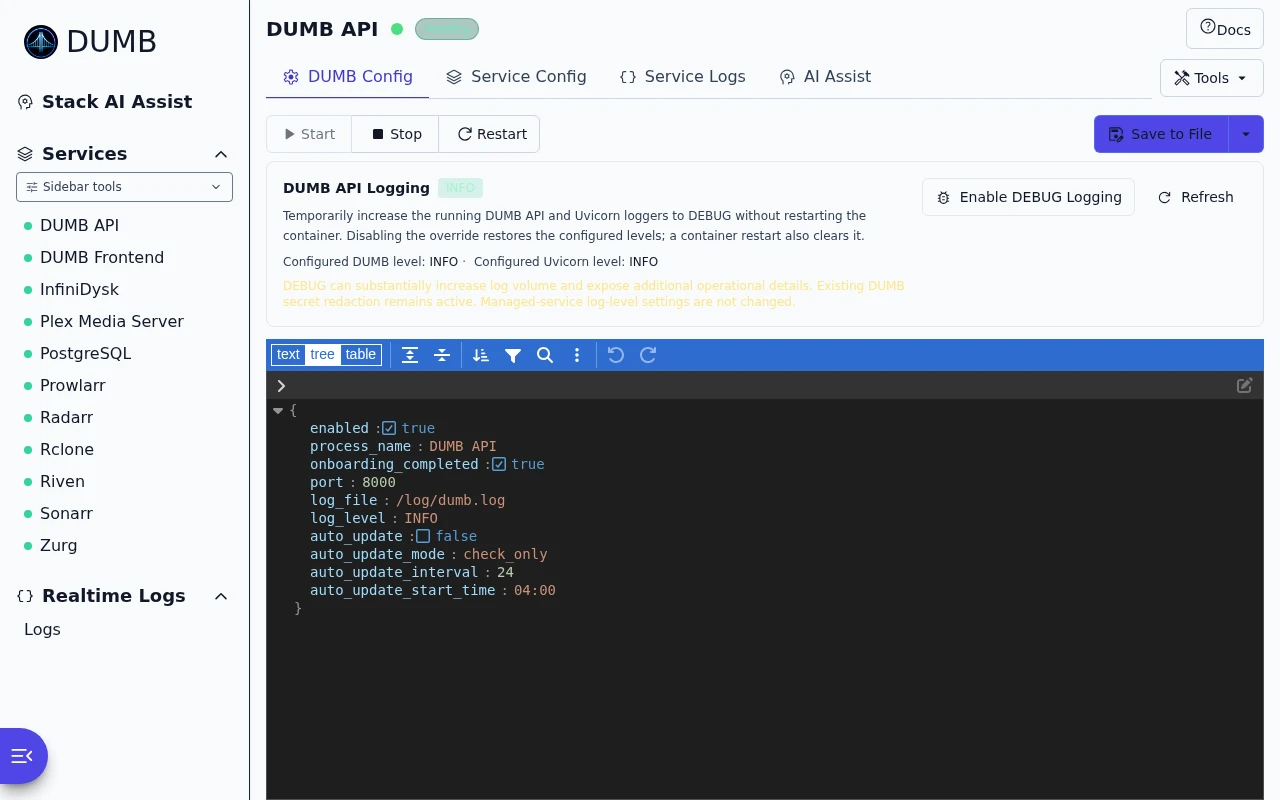 DUMB
Stack AI Assist
Services
Sidebar tools
DUMB API
DUMB Frontend
InfiniDysk
Plex Media Server
PostgreSQL
Prowlarr
Radarr
Rclone
Riven
Sonarr
Zurg
Realtime Logs
Logs
DUMB API
Docs
DUMB Config
Service Config
Service Logs
AI Assist
Tools
Start
Stop
Restart
Save to File
DUMB API Logging
INFO
Enable DEBUG Logging
Refresh
Temporarily increase the running DUMB API and Uvicorn loggers to DEBUG without restarting the
container. Disabling the override restores the configured levels; a container restart also clears it.
Configured DUMB level: INFO · Configured Uvicorn level: INFO
DEBUG can substantially increase log volume and expose additional operational details. Existing DUMB
secret redaction remains active. Managed-service log-level settings are not changed.
text tree table
{
enabled : true
process_name : DUMB API
onboarding_completed : true
port : 8000
log_file : /log/dumb.log
log_level : INFO
auto_update : false
auto_update_mode : check_only
auto_update_interval : 24
auto_update_start_time : 04:00
}